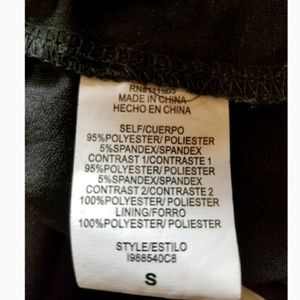 RN#111563
MADE IN CHINA
HECHO EN CHINA
SELF/CUERPO
95%POLYESTER/ POLIESTER
5%SPANDEX/SPANDEX
CONTRAST 1/CONTRASTE 1
95%POLYESTER/ POLIESTER
5%SPANDEX/SPANDEX
CONTRAST 2/CONTRASTE 2
100%POLYESTER/ POLIESTER
LINING/FORRO
100%POLYESTER/POLIESTER
STYLE/ESTILO
I988540C8
S